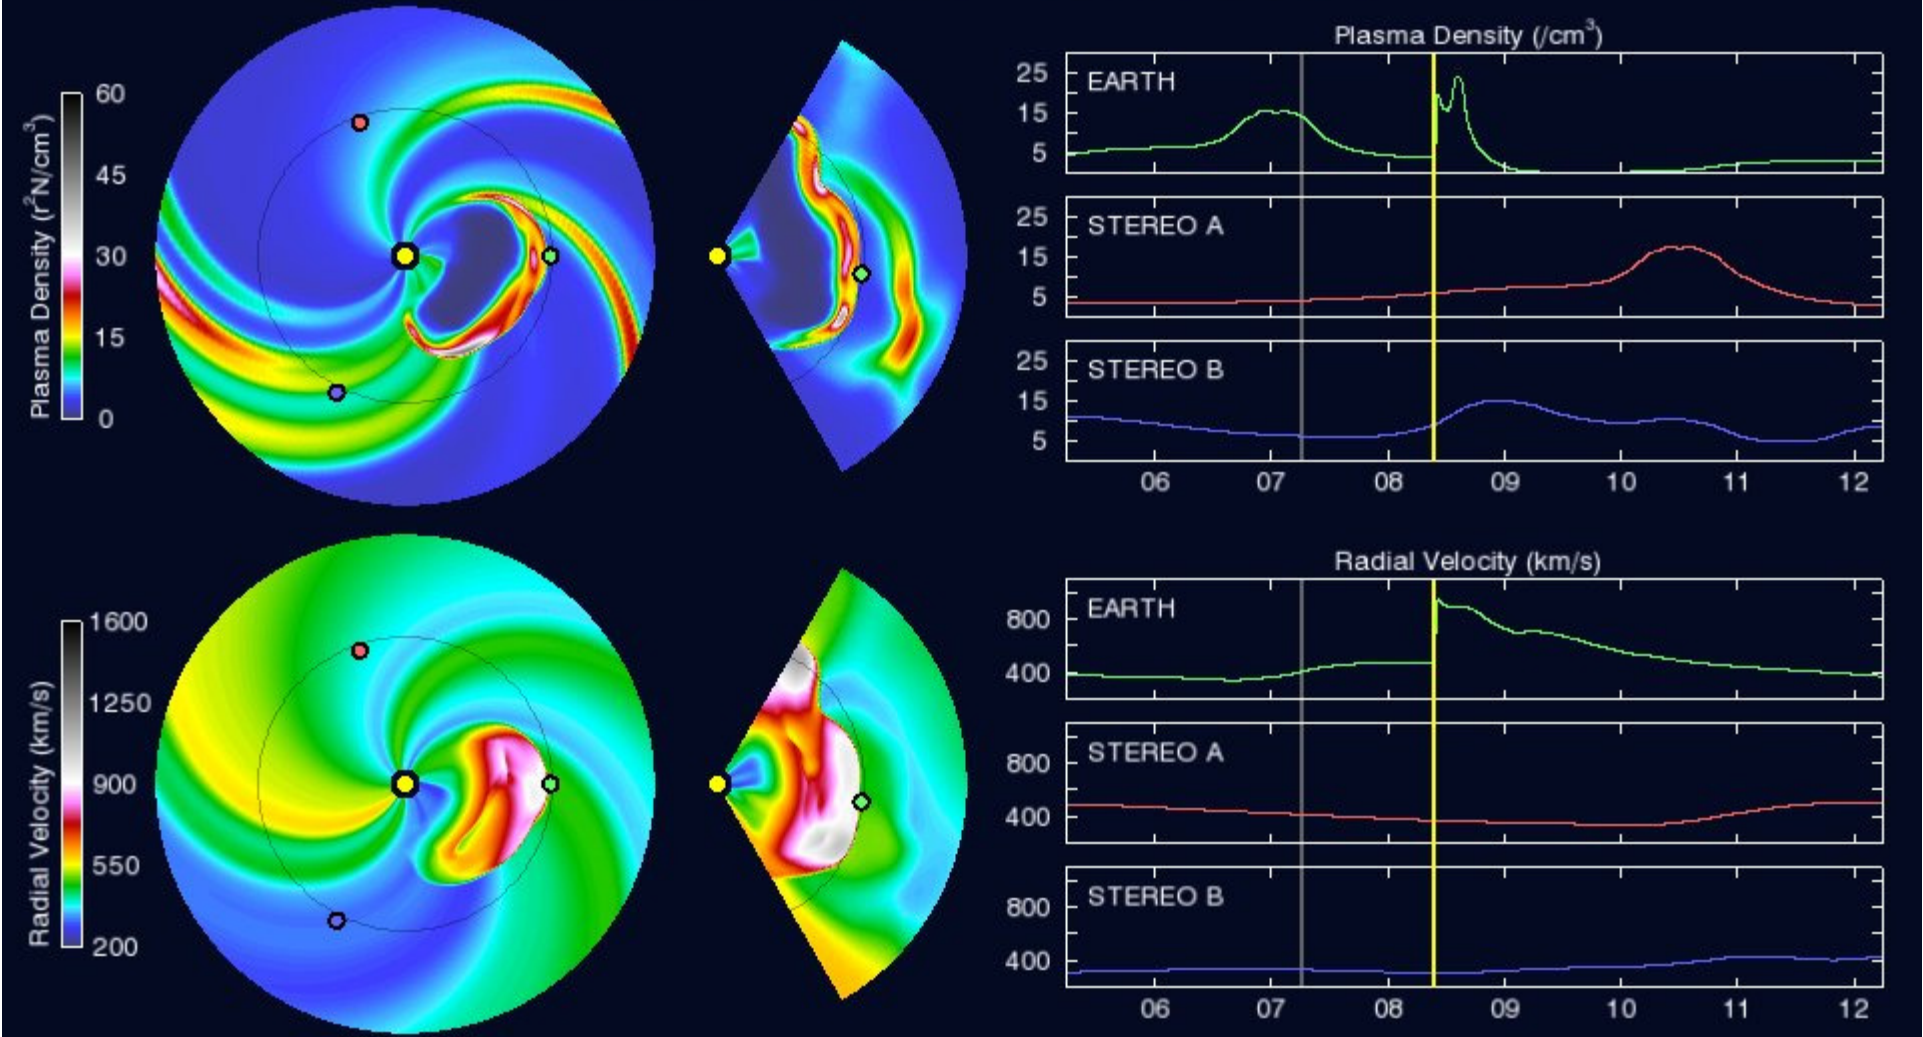 Plasma Density (r²N/cm³)
60
45
30
15
0
Plasma Density (/cm³)
EARTH
25
15
5
STEREO A
25
15
5
STEREO B
25
15
5
06 07 08 09 10 11 12
Radial Velocity (km/s)
1600
1250
900
550
200
Radial Velocity (km/s)
EARTH
800
400
STEREO A
800
400
STEREO B
800
400
06 07 08 09 10 11 12